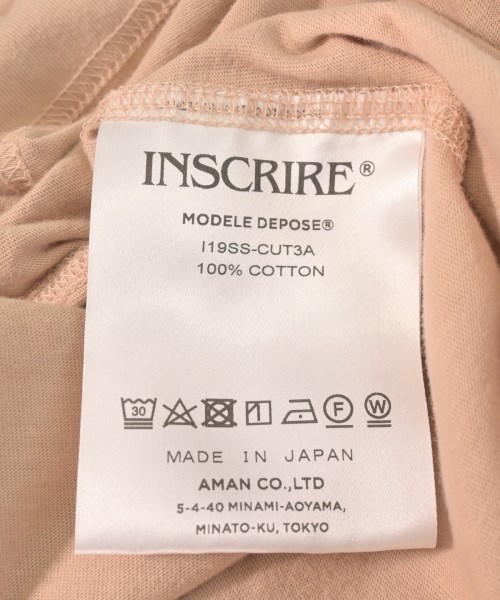 INSCRIRE®
MODELE DEPOSE®
I19SS-CUT3A
100% COTTON
30 F W
MADE IN JAPAN
AMAN CO.,LTD
5-4-40 MINAMI-AOYAMA,
MINATO-KU, TOKYO